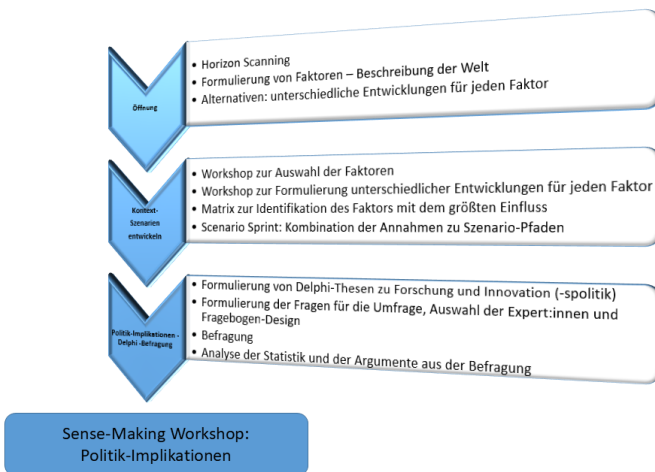 Öffnung
• Horizon Scanning
• Formulierung von Faktoren – Beschreibung der Welt
• Alternativen: unterschiedliche Entwicklungen für jeden Faktor
Kontext-
Szenarien
entwickeln
• Workshop zur Auswahl der Faktoren
• Workshop zur Formulierung unterschiedlicher Entwicklungen für jeden Faktor
• Matrix zur Identifikation des Faktors mit dem größten Einfluss
• Scenario Sprint: Kombination der Annahmen zu Szenario-Pfaden
Politik-Implikationen -
Delphi -Befragung
• Formulierung von Delphi-Thesen zu Forschung und Innovation (-spolitik)
• Formulierung der Fragen für die Umfrage, Auswahl der Expert:innen und
Fragebogen-Design
• Befragung
• Analyse der Statistik und der Argumente aus der Befragung
Sense-Making Workshop:
Politik-Implikationen